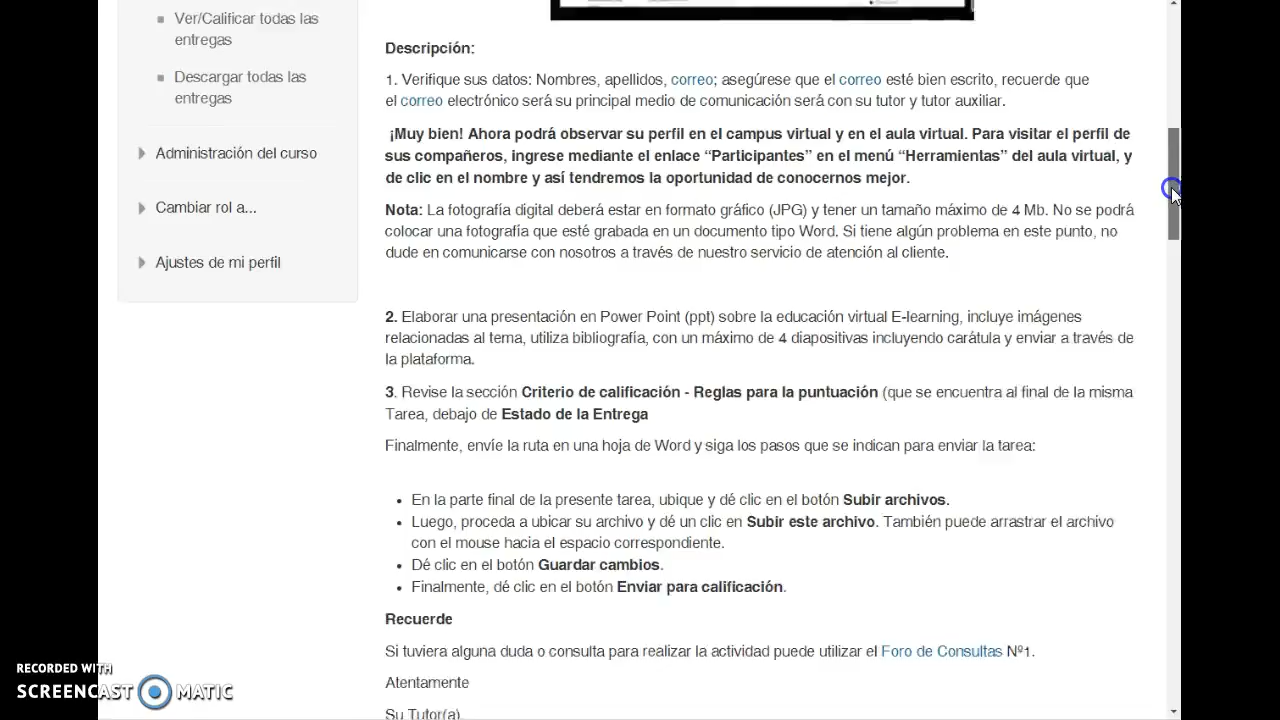 Ver/Calificar todas las
entregas
Descargar todas las
entregas
Administración del curso
Cambiar rol a...
Ajustes de mi perfil
Descripción:
1. Verifique sus datos: Nombres, apellidos, correo; asegúrese que el correo esté bien escrito, recuerde que
el correo electrónico será su principal medio de comunicación será con su tutor y tutor auxiliar.
¡Muy bien! Ahora podrá observar su perfil en el campus virtual y en el aula virtual. Para visitar el perfil de
sus compañeros, ingrese mediante el enlace “Participantes” en el menú “Herramientas” del aula virtual, y
de clic en el nombre y así tendremos la oportunidad de conocernos mejor.
Nota: La fotografía digital deberá estar en formato gráfico (JPG) y tener un tamaño máximo de 4 Mb. No se podrá
colocar una fotografía que esté grabada en un documento tipo Word. Si tiene algún problema en este punto, no
dude en comunicarse con nosotros a través de nuestro servicio de atención al cliente.
2. Elaborar una presentación en Power Point (ppt) sobre la educación virtual E-learning, incluye imágenes
relacionadas al tema, utiliza bibliografía, con un máximo de 4 diapositivas incluyendo carátula y enviar a través de
la plataforma.
3. Revise la sección Criterio de calificación - Reglas para la puntuación (que se encuentra al final de la misma
Tarea, debajo de Estado de la Entrega
Finalmente, envíe la ruta en una hoja de Word y siga los pasos que se indican para enviar la tarea:
• En la parte final de la presente tarea, ubique y dé clic en el botón Subir archivos.
• Luego, proceda a ubicar su archivo y dé un clic en Subir este archivo. También puede arrastrar el archivo
con el mouse hacia el espacio correspondiente.
• Dé clic en el botón Guardar cambios.
• Finalmente, dé clic en el botón Enviar para calificación.
Recuerde
Si tuviera alguna duda o consulta para realizar la actividad puede utilizar el Foro de Consultas Nº1.
Atentamente
Su Tutor(a).
RECORDED WITH
SCREENCAST MATIC